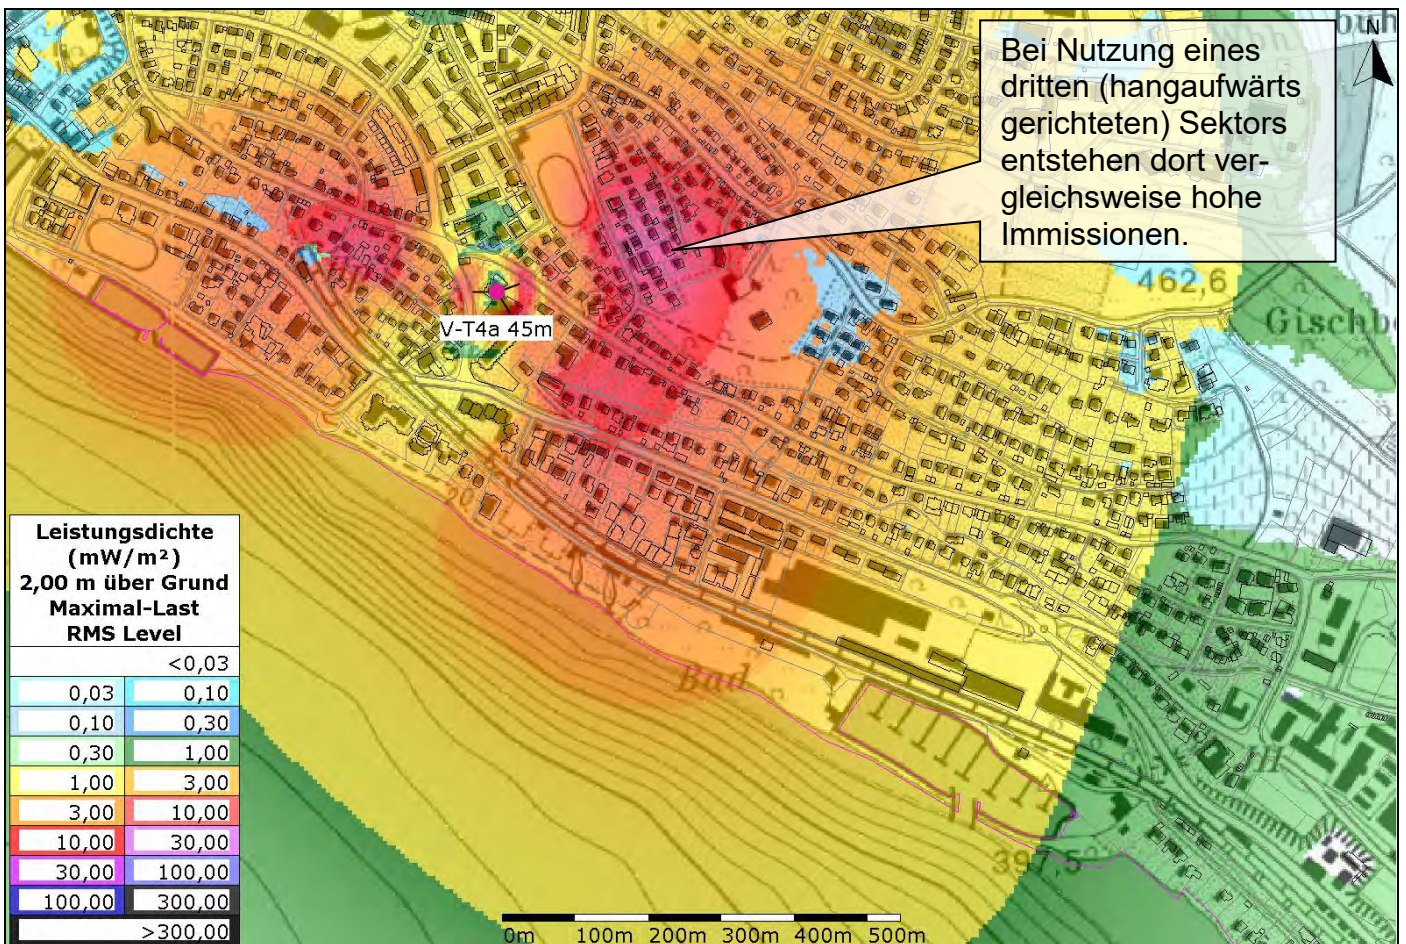 Bei Nutzung eines
dritten (hangaufwärts
gerichteten) Sektors
entstehen dort ver-
gleichsweise hohe
Immissionen.
N
462,6
V-T4a 45m
Bad
Leistungsdichte
(mW/m²)
2,00 m über Grund
Maximal-Last
RMS Level
<0,03
0,03 0,10
0,10 0,30
0,30 1,00
1,00 3,00
3,00 10,00
10,00 30,00
30,00 100,00
100,00 300,00
>300,00
0m 100m 200m 300m 400m 500m